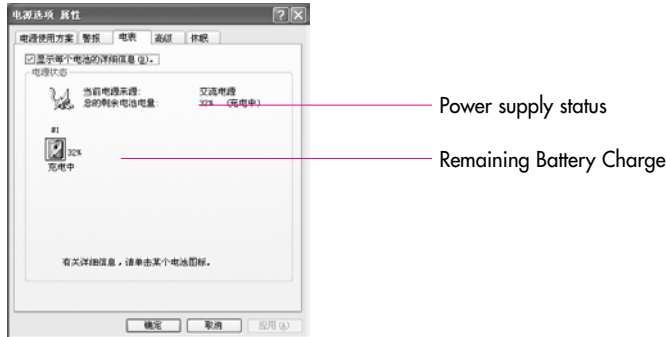 电源选项 属性
电源使用方案 警报 电表 高级 休眠
显示每个电池的详细信息(D)。
电源状态
当前电源来源: 交流电源
总的剩余电池电量: 32% (充电中)
Power supply status
#1
32%
Remaining Battery Charge
充电中
有关详细信息，请单击某个电池图标。
确定 取消 应用(A)